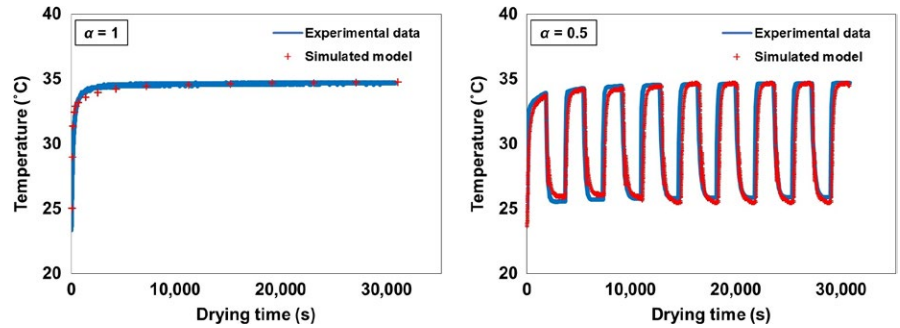 α = 1
Experimental data
Simulated model
Temperature (˚C)
40
35
30
25
20
0
10,000
20,000
30,000
Drying time (s)
α = 0.5
Experimental data
Simulated model
Temperature (˚C)
40
35
30
25
20
0
10,000
20,000
30,000
Drying time (s)